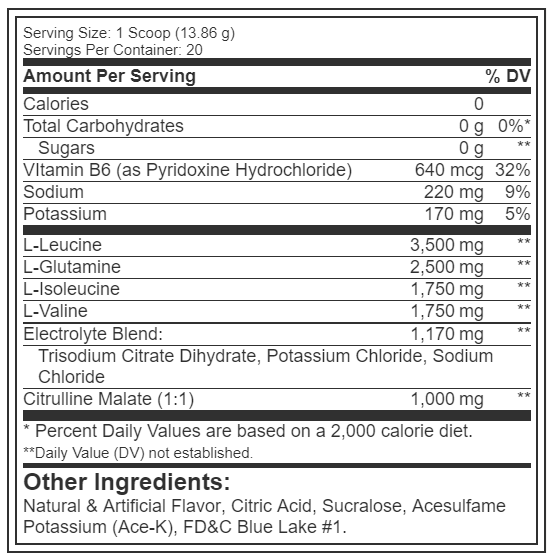 Serving Size: 1 Scoop (13.86 g)
Servings Per Container: 20
Amount Per Serving % DV
Calories 0
Total Carbohydrates 0 g 0%*
Sugars 0 g **
VItamin B6 (as Pyridoxine Hydrochloride) 640 mcg 32%
Sodium 220 mg 9%
Potassium 170 mg 5%
L-Leucine 3,500 mg **
L-Glutamine 2,500 mg **
L-Isoleucine 1,750 mg **
L-Valine 1,750 mg **
Electrolyte Blend: 1,170 mg **
Trisodium Citrate Dihydrate, Potassium Chloride, Sodium
Chloride
Citrulline Malate (1:1) 1,000 mg **
* Percent Daily Values are based on a 2,000 calorie diet.
**Daily Value (DV) not established.
Other Ingredients:
Natural & Artificial Flavor, Citric Acid, Sucralose, Acesulfame
Potassium (Ace-K), FD&C Blue Lake #1.